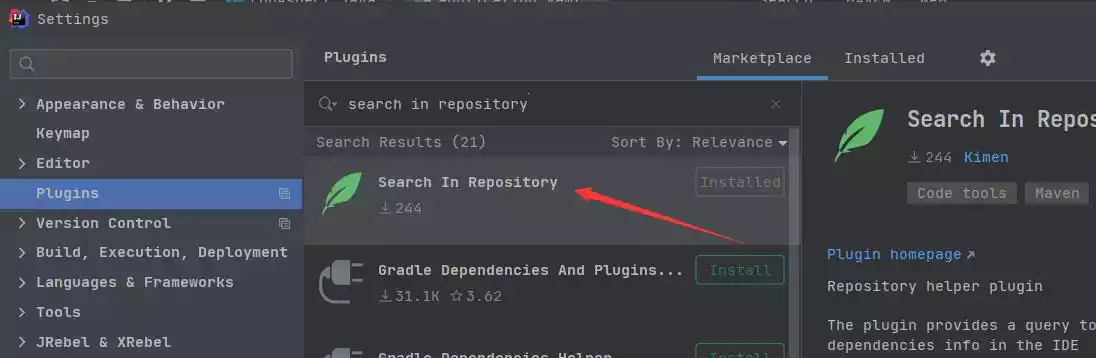 Settings
Plugins
Marketplace
Installed
Appearance & Behavior
Keymap
Editor
Plugins
Version Control
Build, Execution, Deployment
Languages & Frameworks
Tools
JRebel & XRebel
search in repository
Search Results (21)
Sort By: Relevance
Search In Repository
Installed
244
Gradle Dependencies And Plugins...
Install
31.1K 3.62
Gradle Dependencies Helper
Install
Search In Repos
244 Kimen
Code tools
Maven
Plugin homepage
Repository helper plugin
The plugin provides a query to
dependencies info in the IDE